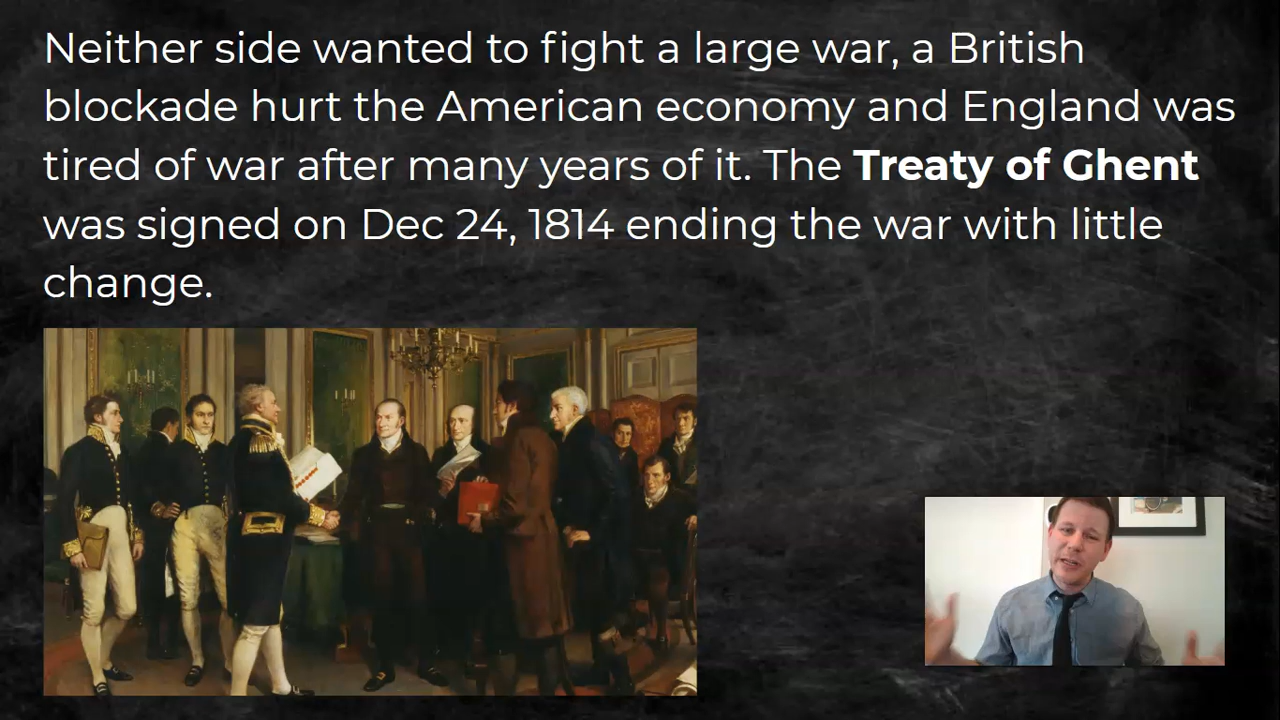 Neither side wanted to fight a large war, a British
blockade hurt the American economy and England was
tired of war after many years of it. The Treaty of Ghent
was signed on Dec 24, 1814 ending the war with little
change.